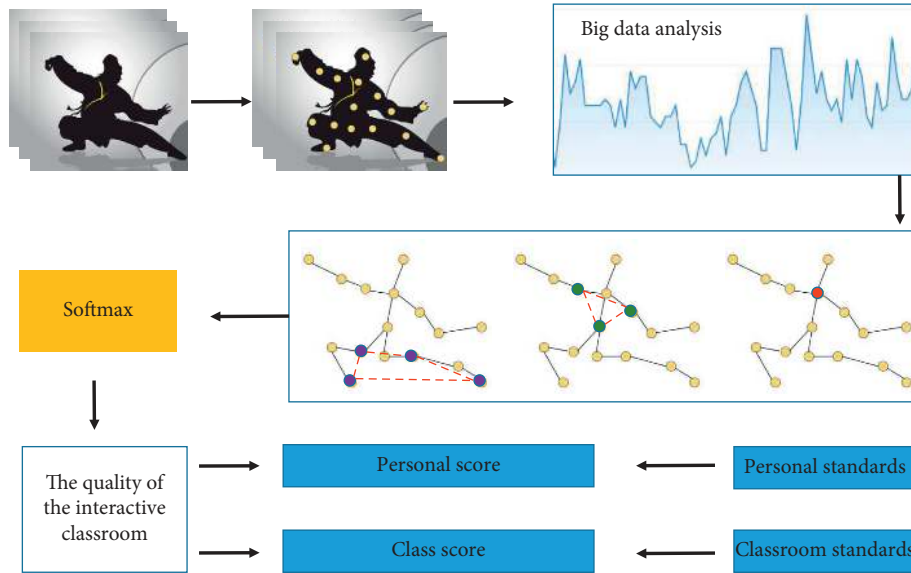 Big data analysis
Softmax
The quality of
the interactive
classroom
Personal score
Personal standards
Class score
Classroom standards